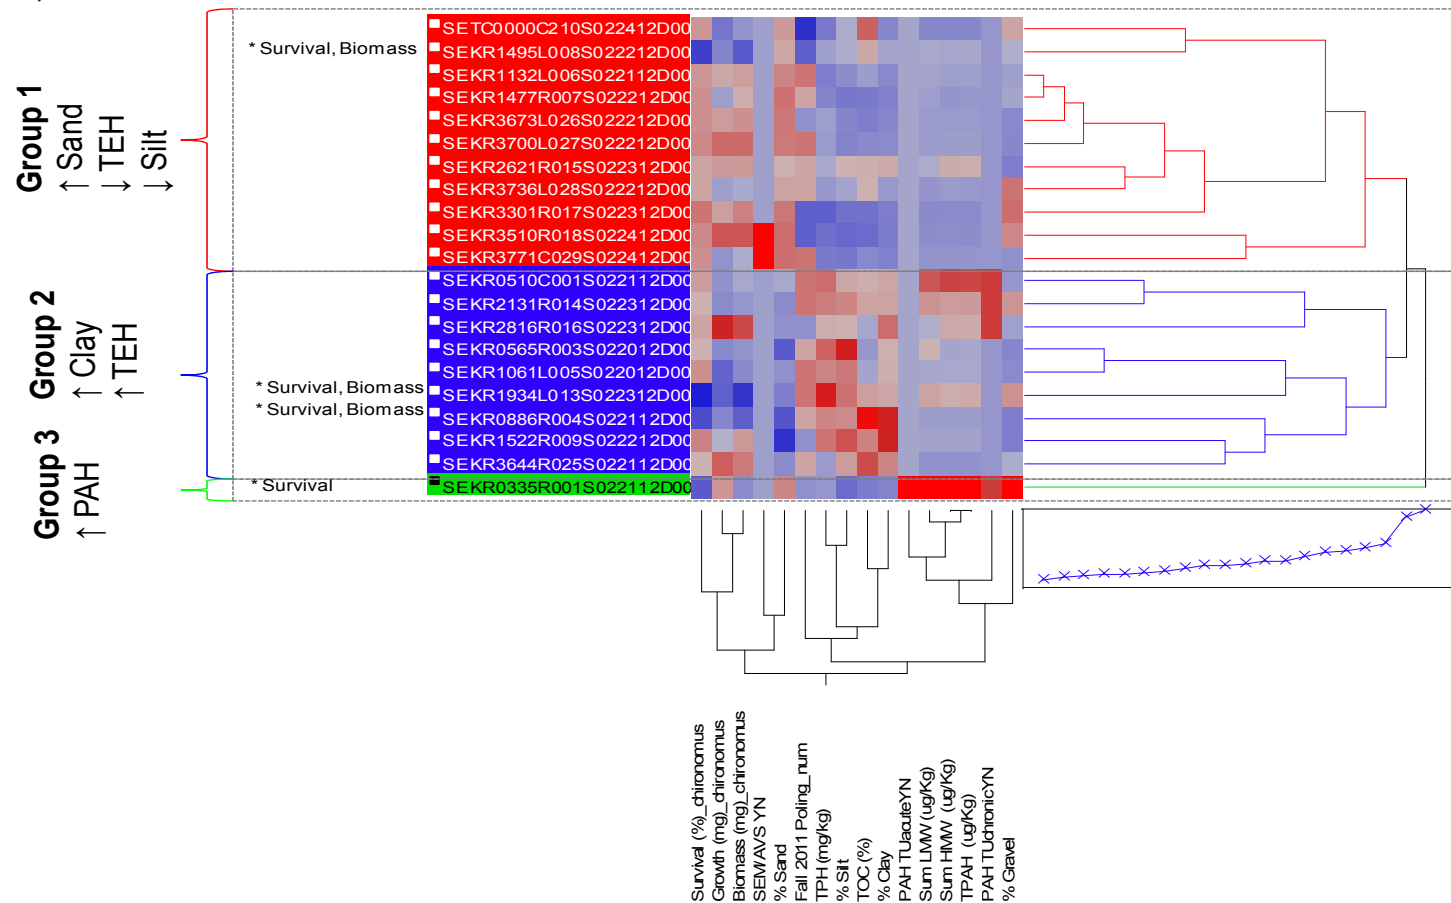 Group 1
↑ Sand
↓ TEH
↓ Silt
Group 2
↑ Clay
↑ TEH
Group 3
↑ PAH
* Survival, Biomass
* Survival, Biomass
* Survival, Biomass
* Survival
SETC0000C210S022412D00
SEKR1495L008S022212D00
SEKR1132L006S022112D00
SEKR1477R007S022212D00
SEKR3673L026S022212D00
SEKR3700L027S022212D00
SEKR2621R015S022312D00
SEKR3736L028S022212D00
SEKR3301R017S022312D00
SEKR3510R018S022412D00
SEKR3771C029S022412D00
SEKR0510C001S022112D00
SEKR2131R014S022312D00
SEKR2816R016S022312D00
SEKR0565R003S022012D00
SEKR1061L005S022012D00
SEKR1934L013S022312D00
SEKR0886R004S022112D00
SEKR1522R009S022212D00
SEKR3644R025S022112D00
SEKR0335R001S022112D00
Survival (%)_chironomus
Growth (mg)_chironomus
Biomass (mg)_chironomus
SEM/AVS YN
% Sand
Fall 2011 Poling_num
TPH (mg/kg)
% Silt
TOC (%)
% Clay
PAH TUacuteYN
Sum LMW (ug/Kg)
Sum HMW (ug/Kg)
TPAH (ug/Kg)
PAH TUchronicYN
% Gravel